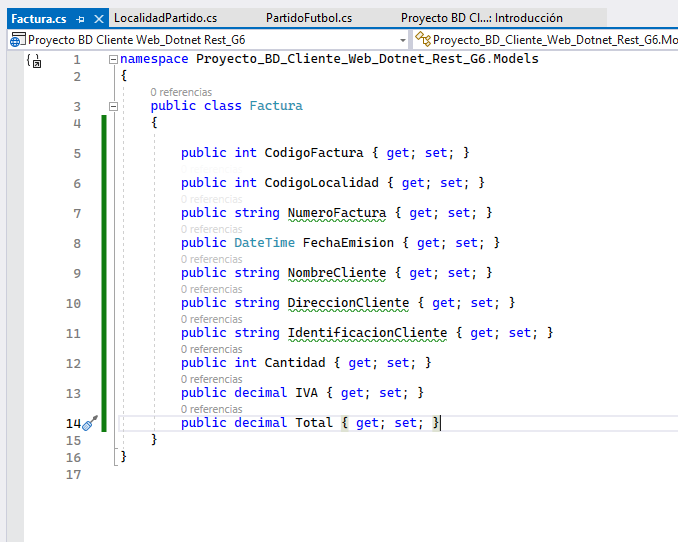 Factura.cs LocalidadPartido.cs PartidoFutbol.cs Proyecto BD Cl...: Introducción
Proyecto BD Cliente Web_Dotnet Rest_G6 Proyecto_BD_Cliente_Web_Dotnet_Rest_G6.Mo
1 namespace Proyecto_BD_Cliente_Web_Dotnet_Rest_G6.Models
2 {
0 referencias
3 public class Factura
4 {
5 public int CodigoFactura { get; set; }
6 public int CodigoLocalidad { get; set; }
0 referencias
7 public string NumeroFactura { get; set; }
0 referencias
8 public DateTime FechaEmision { get; set; }
0 referencias
9 public string NombreCliente { get; set; }
0 referencias
10 public string DireccionCliente { get; set; }
0 referencias
11 public string IdentificacionCliente { get; set; }
0 referencias
12 public int Cantidad { get; set; }
0 referencias
13 public decimal IVA { get; set; }
0 referencias
14 public decimal Total { get; set; }
15 }
16 }
17